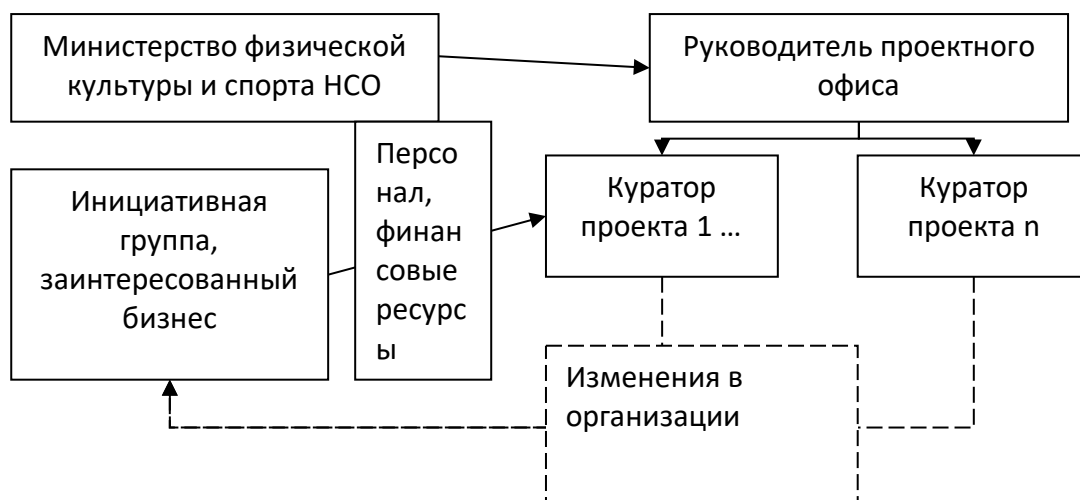 Министерство физической
культуры и спорта НСО
Руководитель проектного
офиса
Инициативная
группа,
заинтересованный
бизнес
Персо
нал,
финан
совые
ресурс
ы
Куратор
проекта 1 ...
Куратор
проекта n
Изменения в
организации